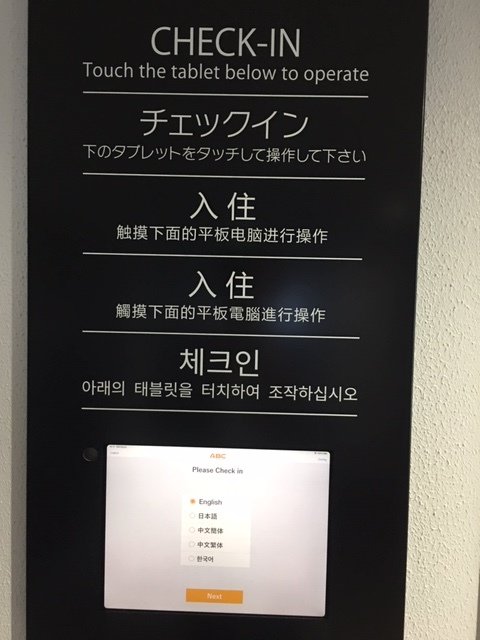 CHECK-IN
Touch the tablet below to operate
チェックイン
下のタブレットをタッチして操作して下さい
入住
触摸下面的平板电脑进行操作
入住
觸摸下面的平板電腦進行操作
체크인
아래의 태블릿을 터치하여 조작하십시오
ABC
Please Check in
English
日本語
中文簡体
中文繁体
한국어
Next